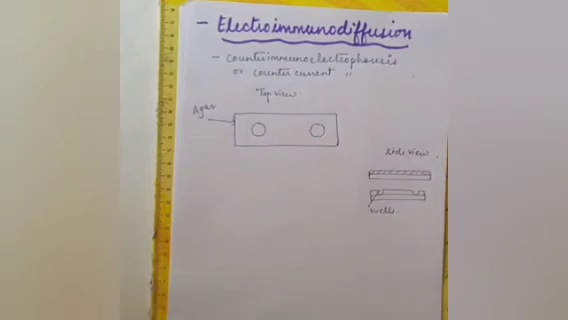 - Electroimmunodiffusion
- Counterimmunoelectrophoresis
or counter current "
Top view.
Agar
Side view.
wells.